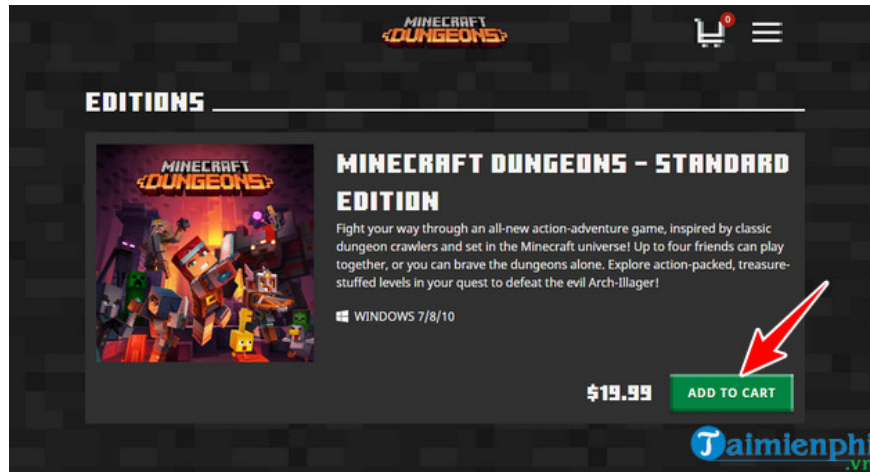 MINECRAFT
DUNGEONS
0
EDITIONS
MINECRAFT
DUNGEONS
MINECRAFT DUNGEONS – STANDARD
EDITION
Fight your way through an all-new action-adventure game, inspired by classic
dungeon crawlers and set in the Minecraft universe! Up to four friends can play
together, or you can brave the dungeons alone. Explore action-packed, treasure-
stuffed levels in your quest to defeat the evil Arch-Illager!
WINDOWS 7/8/10
$19.99
ADD TO CART
Taimienphi
.vn